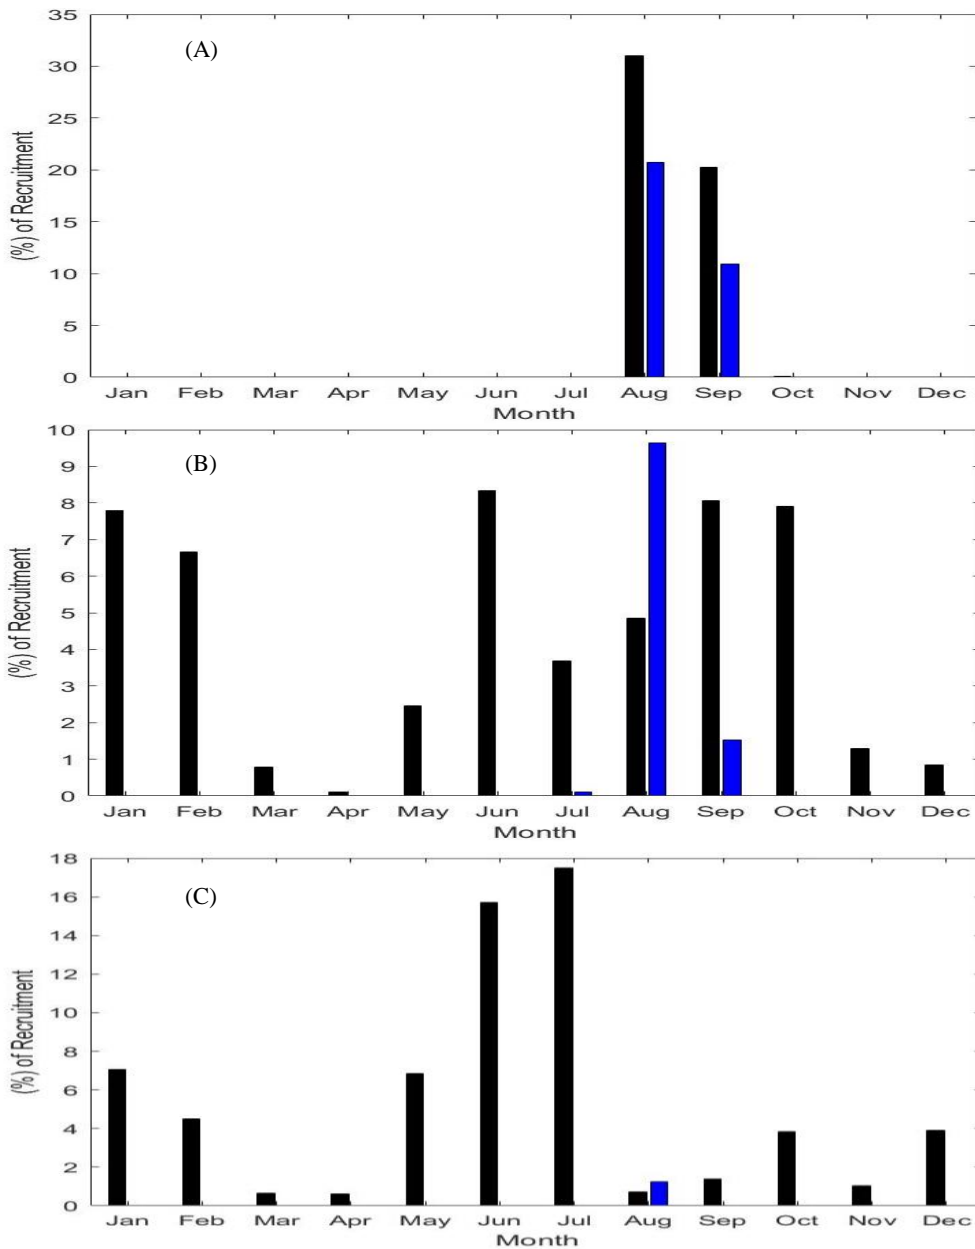 35
(A)
30
25
20
15
10
5
0
(%) of Recruitment
Jan Feb Mar Apr May Jun Jul Aug Sep Oct Nov Dec
Month
10
(B)
9
8
7
6
5
4
3
2
1
0
(%) of Recruitment
Jan Feb Mar Apr May Jun Jul Aug Sep Oct Nov Dec
Month
18
(C)
16
14
12
10
8
6
4
2
0
(%) of Recruitment
Jan Feb Mar Apr May Jun Jul Aug Sep Oct Nov Dec
Month